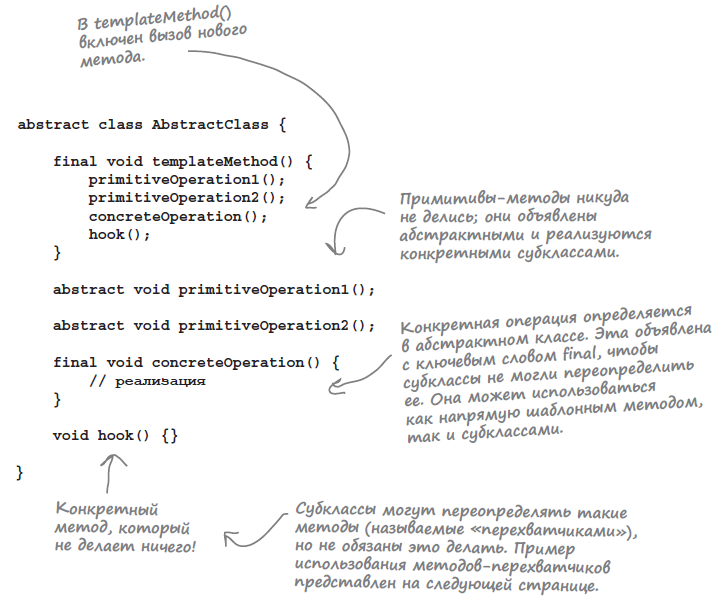 В templateMethod()
включен вызов нового
метода.
abstract class AbstractClass {
final void templateMethod() {
primitiveOperation1();
primitiveOperation2();
concreteOperation();
hook();
}
Примитивы-методы никуда
не делись; они объявлены
абстрактными и реализуются
конкретными субклассами.
abstract void primitiveOperation1();
abstract void primitiveOperation2();
final void concreteOperation() {
// реализация
}
Конкретная операция определяется
в абстрактном классе. Эта объявлена
с ключевым словом final, чтобы
субклассы не могли переопределить
ее. Она может использоваться
как напрямую шаблонным методом,
так и субклассами.
void hook() {}
}
Конкретный
метод, который
не делает ничего!
Субклассы могут переопределять такие
методы (называемые «перехватчиками»),
но не обязаны это делать. Пример
использования методов-перехватчиков
представлен на следующей странице.